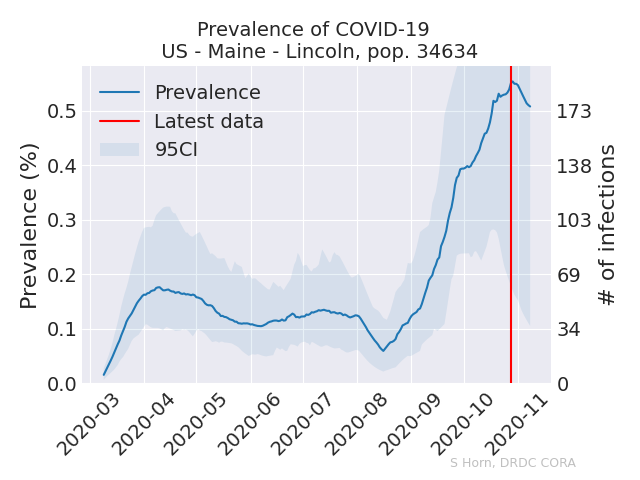 Prevalence of COVID-19
US - Maine - Lincoln, pop. 34634
Prevalence
Latest data
95CI
Prevalence (%)
0.5
0.4
0.3
0.2
0.1
0.0
173
138
103
69
34
0
# of infections
2020-03
2020-04
2020-05
2020-06
2020-07
2020-08
2020-09
2020-10
2020-11
S Horn, DRDC CORA